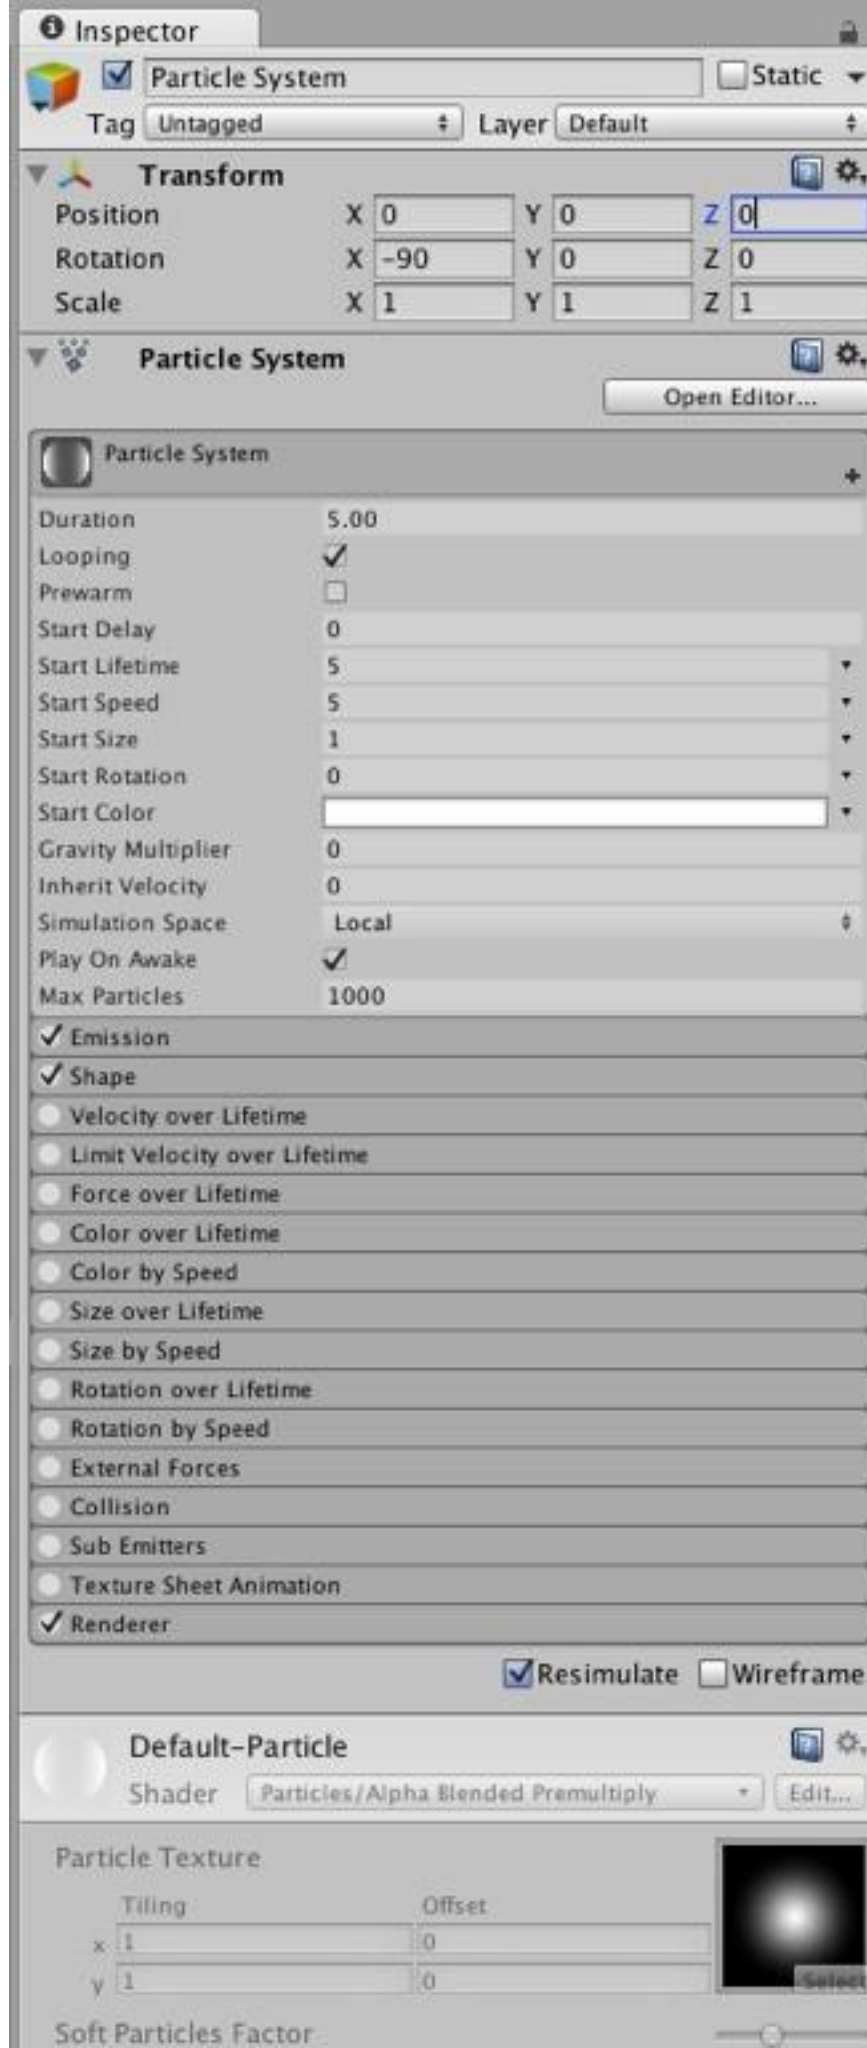 Inspector
Particle System Static
Tag Untagged Layer Default
Transform
Position X 0 Y 0 Z 0
Rotation X -90 Y 0 Z 0
Scale X 1 Y 1 Z 1
Particle System
Open Editor...
Particle System
Duration 5.00
Looping
Prewarm
Start Delay 0
Start Lifetime 5
Start Speed 5
Start Size 1
Start Rotation 0
Start Color
Gravity Multiplier 0
Inherit Velocity 0
Simulation Space Local
Play On Awake
Max Particles 1000
Emission
Shape
Velocity over Lifetime
Limit Velocity over Lifetime
Force over Lifetime
Color over Lifetime
Color by Speed
Size over Lifetime
Size by Speed
Rotation over Lifetime
Rotation by Speed
External Forces
Collision
Sub Emitters
Texture Sheet Animation
Renderer
Resimulate Wireframe
Default-Particle
Shader Particles/Alpha Blended Premultiply Edit...
Particle Texture
Tiling Offset
x 1 0
y 1 0
Select
Soft Particles Factor